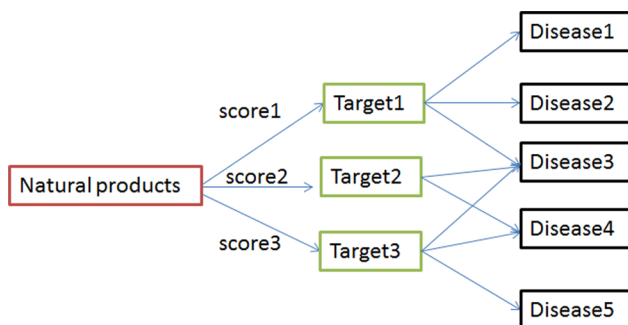 Natural products
score1
score2
score3
Target1
Target2
Target3
Disease1
Disease2
Disease3
Disease4
Disease5